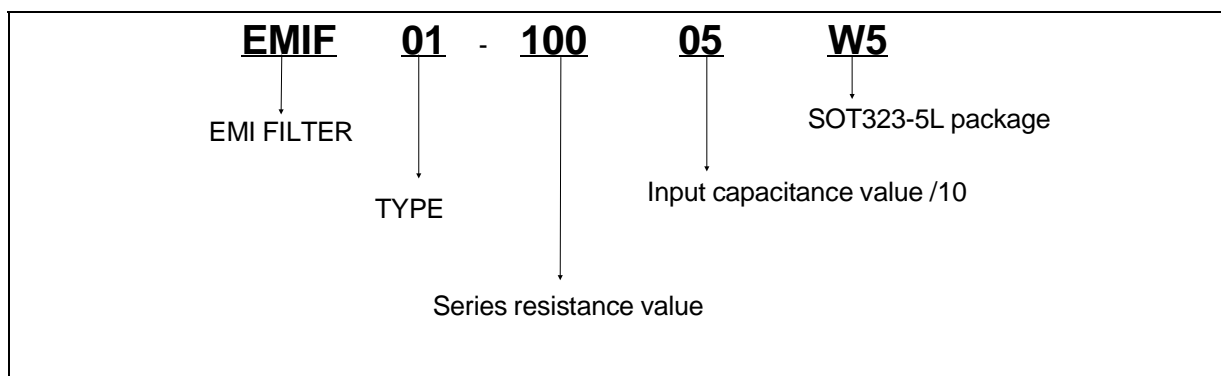 EMIF 01 - 100 05 W5
EMI FILTER
SOT323-5L package
TYPE
Input capacitance value /10
Series resistance value